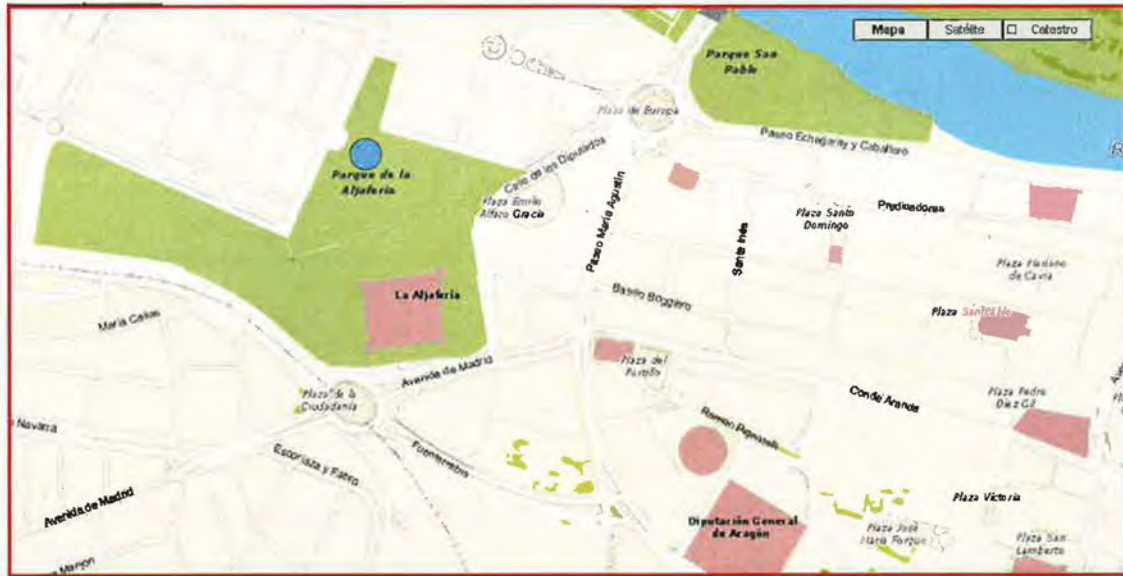 Mapa
Satélite
Catastro
Parque San
Pablo
Plaza de Europa
Paseo Echegaray y Caballero
Parque de la
Aljafería
Calle de los Diputados
Plaza Emilio
Alfaro Gracia
Paseo María Agustín
Santa Inés
Plaza Santo
Domingo
Predicadores
Plaza Mariano
de Cavia
La Aljafería
Basilio Boggiero
Plaza
María Callas
Avenida de Madrid
Plaza del
Portillo
Plaza de la
Ciudadanía
Conde Aranda
Plaza Pedro
Diez Gil
Navarra
Ramón Pignatelli
Escoriaza y Fabro
Fuenterrabía
Avenida de Madrid
Diputación General
de Aragón
Plaza Victoria
Plaza José
María Forqué
Plaza San
Lamberto